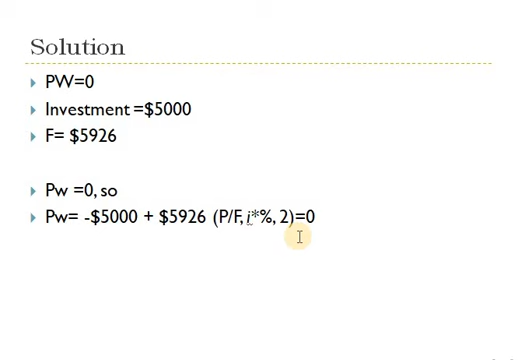 Solution
PW=0
Investment =$5000
F= $5926
Pw =0, so
Pw= -$5000 + $5926 (P/F, i*%, 2)=0